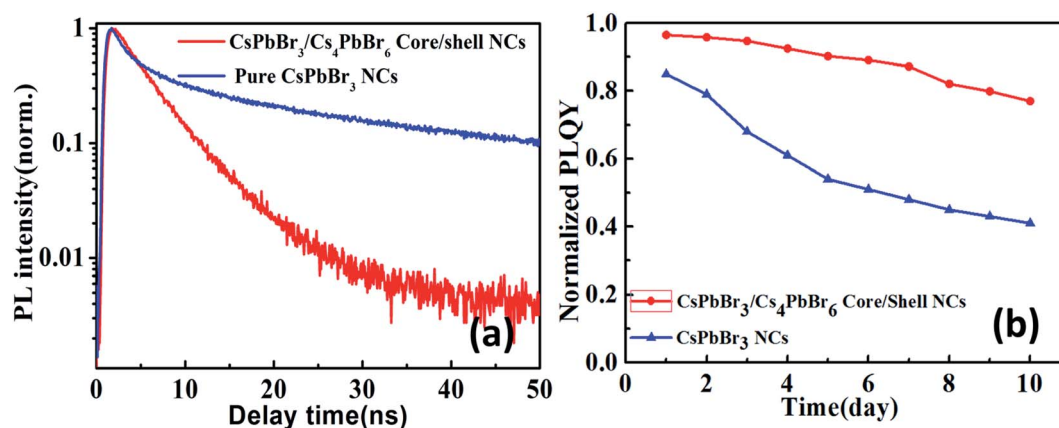 PL intensity(norm.)
1
0.1
0.01
CsPbBr₃/Cs₄PbBr₆ Core/shell NCs
Pure CsPbBr₃ NCs
(a)
0 10 20 30 40 50
Delay time(ns)
Normalized PLQY
1.0
0.8
0.6
0.4
0.2
0.0
CsPbBr₃/Cs₄PbBr₆ Core/Shell NCs
CsPbBr₃ NCs
(b)
0 2 4 6 8 10
Time(day)